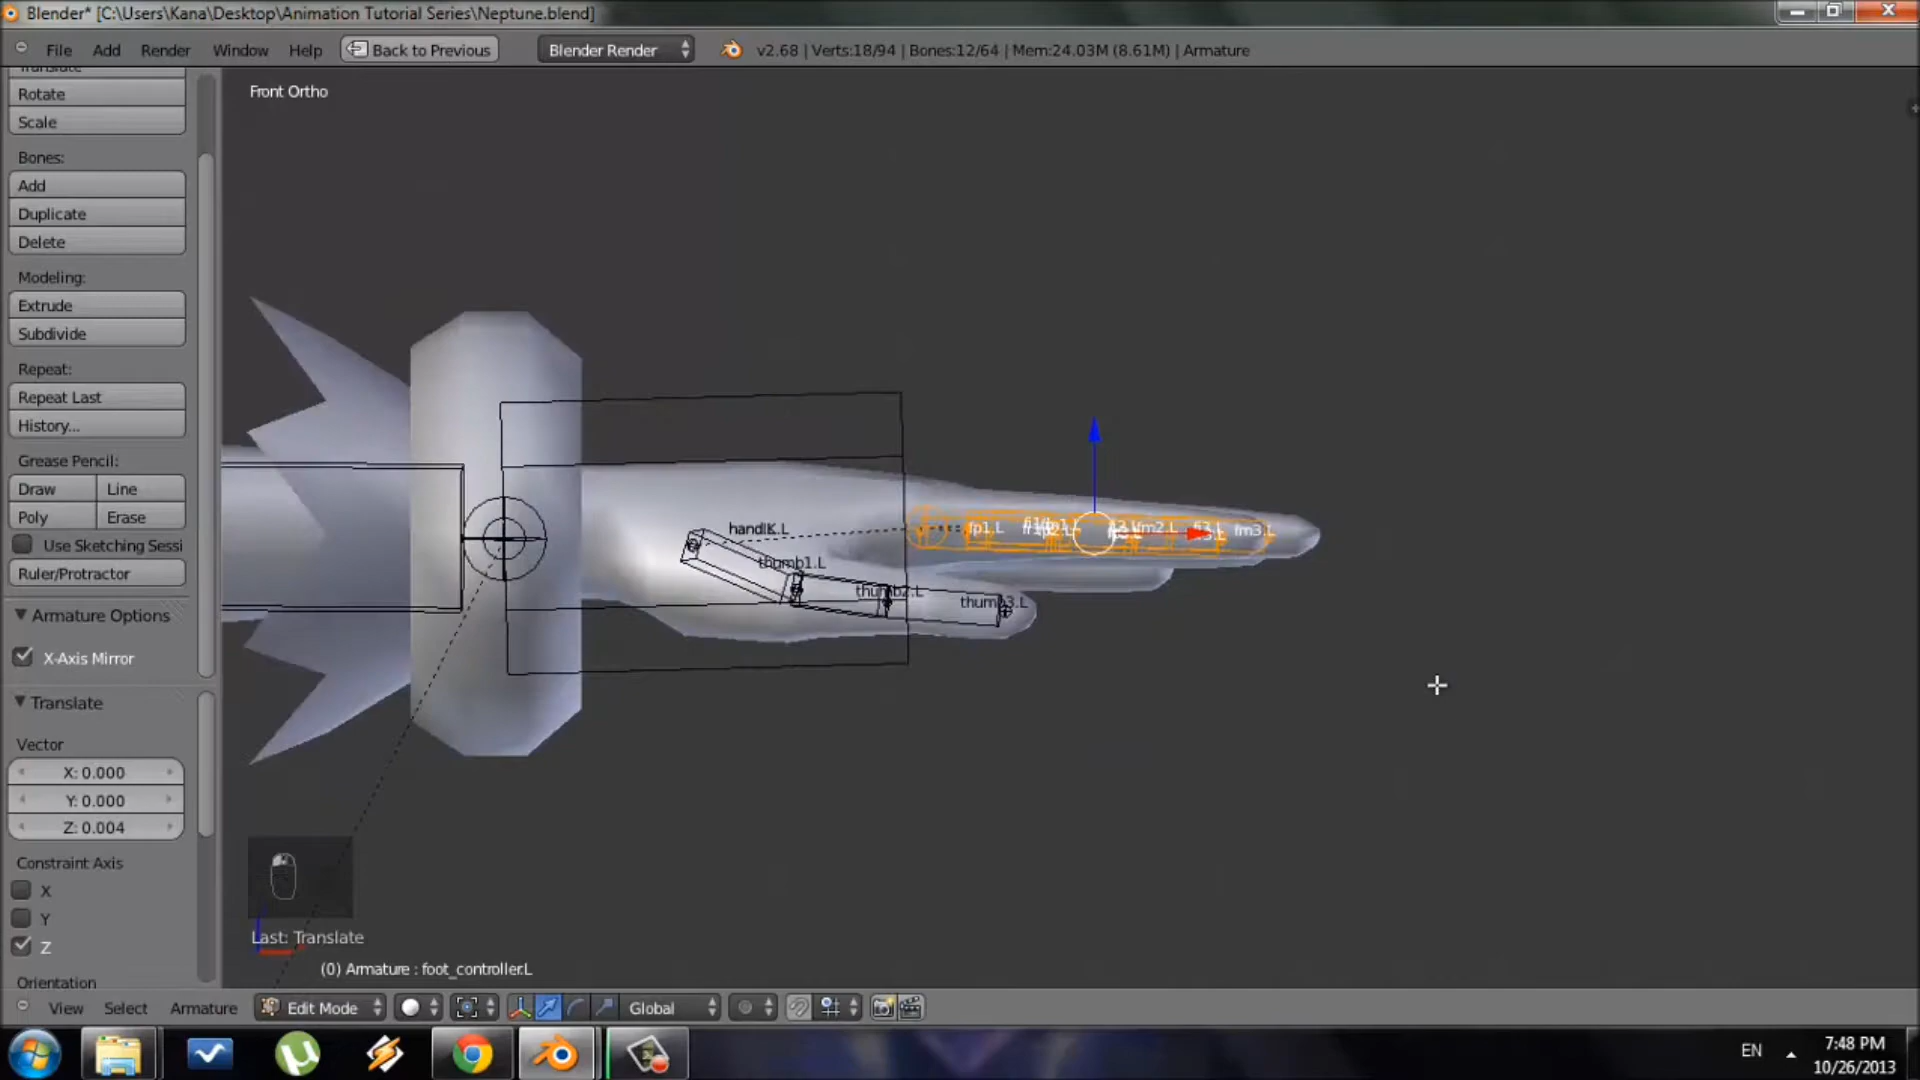 Blender* [C:\Users\Kana\Desktop\Animation Tutorial Series\Neptune.blend]
File Add Render Window Help Back to Previous Blender Render v2.68 | Verts:18/94 | Bones:12/64 | Mem:24.03M (8.61M) | Armature
Translate
Rotate
Scale
Front Ortho
Bones:
Add
Duplicate
Delete
Modeling:
Extrude
Subdivide
Repeat:
Repeat Last
History...
Grease Pencil:
Draw Line
Poly Erase
Use Sketching Sessi
Ruler/Protractor
Armature Options
X-Axis Mirror
Translate
Vector
X: 0.000
Y: 0.000
Z: 0.004
Constraint Axis
X
Y
Z
Orientation
handIK.L
thumb1.L
thumb2.L
thumb3.L
fp1.L
fm2.L
fi3.L
fm3.L
Last: Translate
(0) Armature : foot_controller.L
View Select Armature Edit Mode Global
EN
7:48 PM
10/26/2013